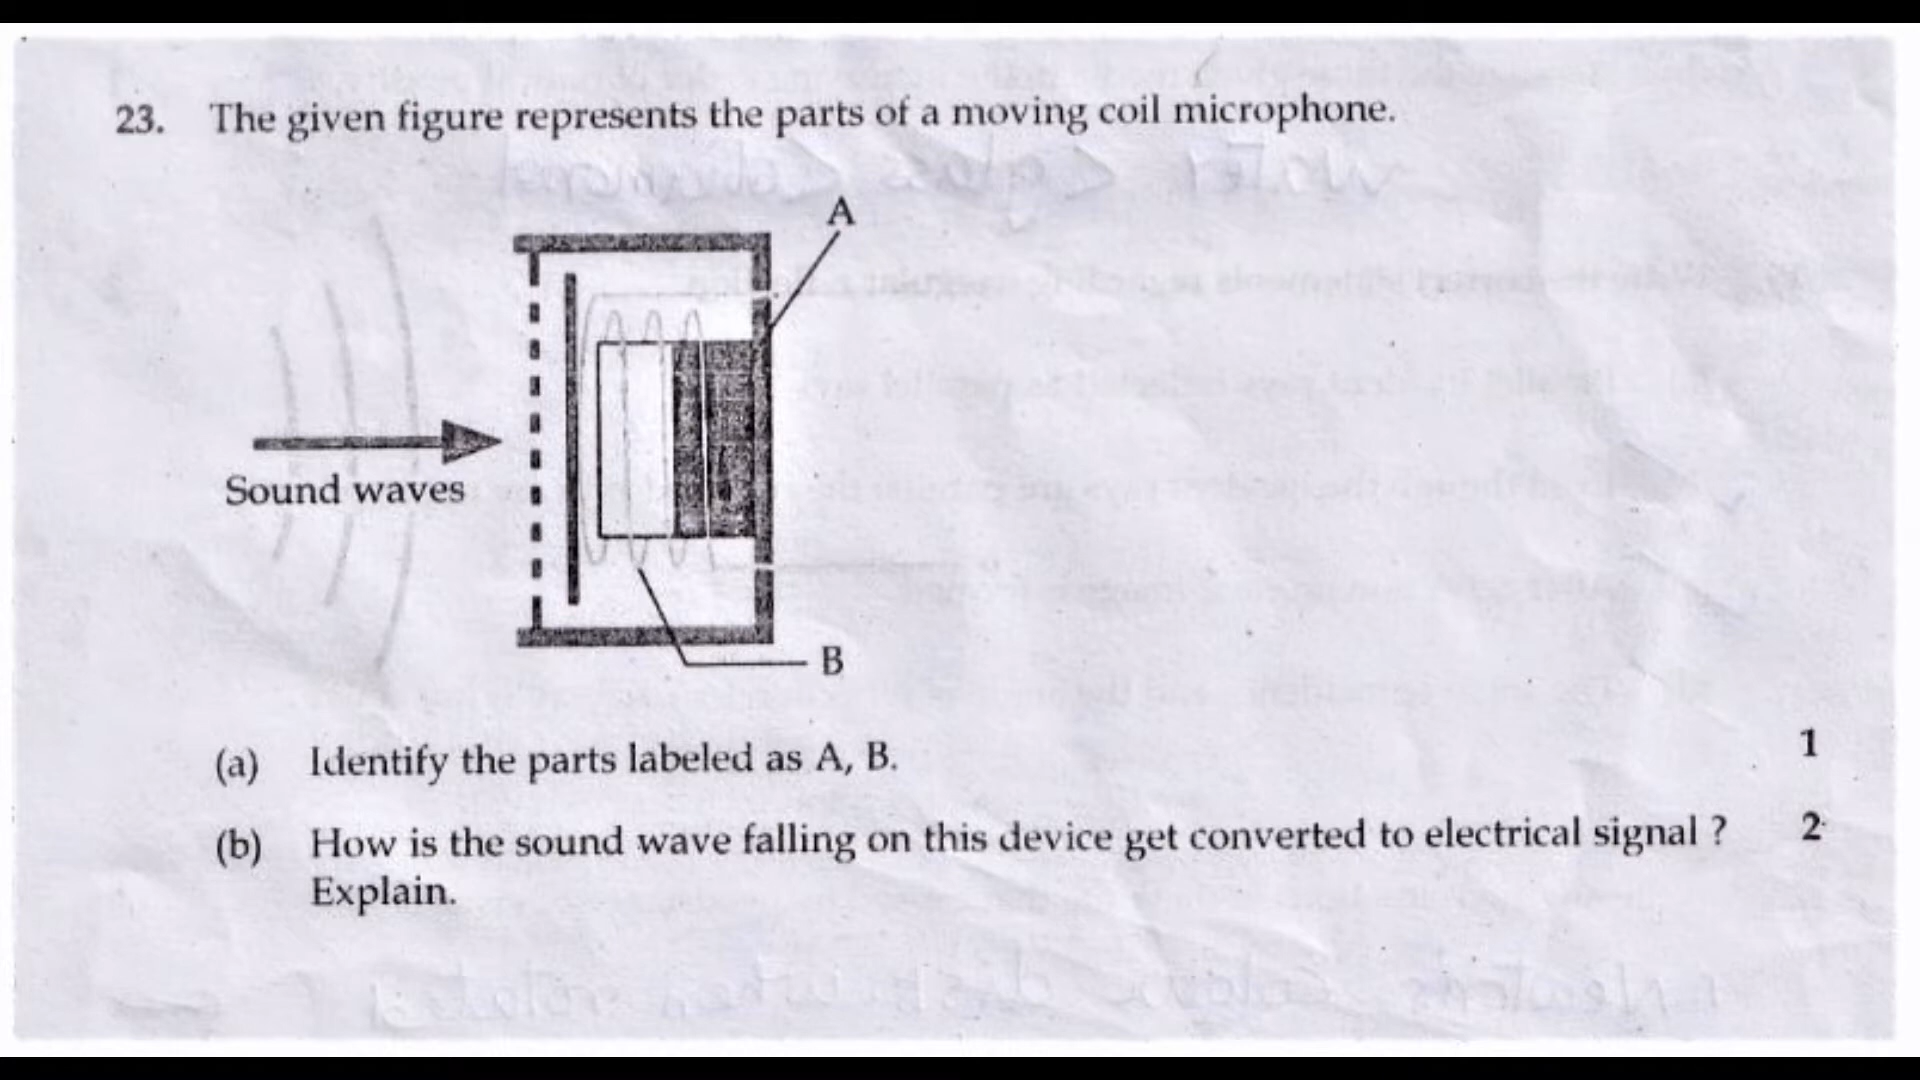 23. The given figure represents the parts of a moving coil microphone.
A
Sound waves
B
(a) Identify the parts labeled as A, B. 1
(b) How is the sound wave falling on this device get converted to electrical signal ? 2
Explain.